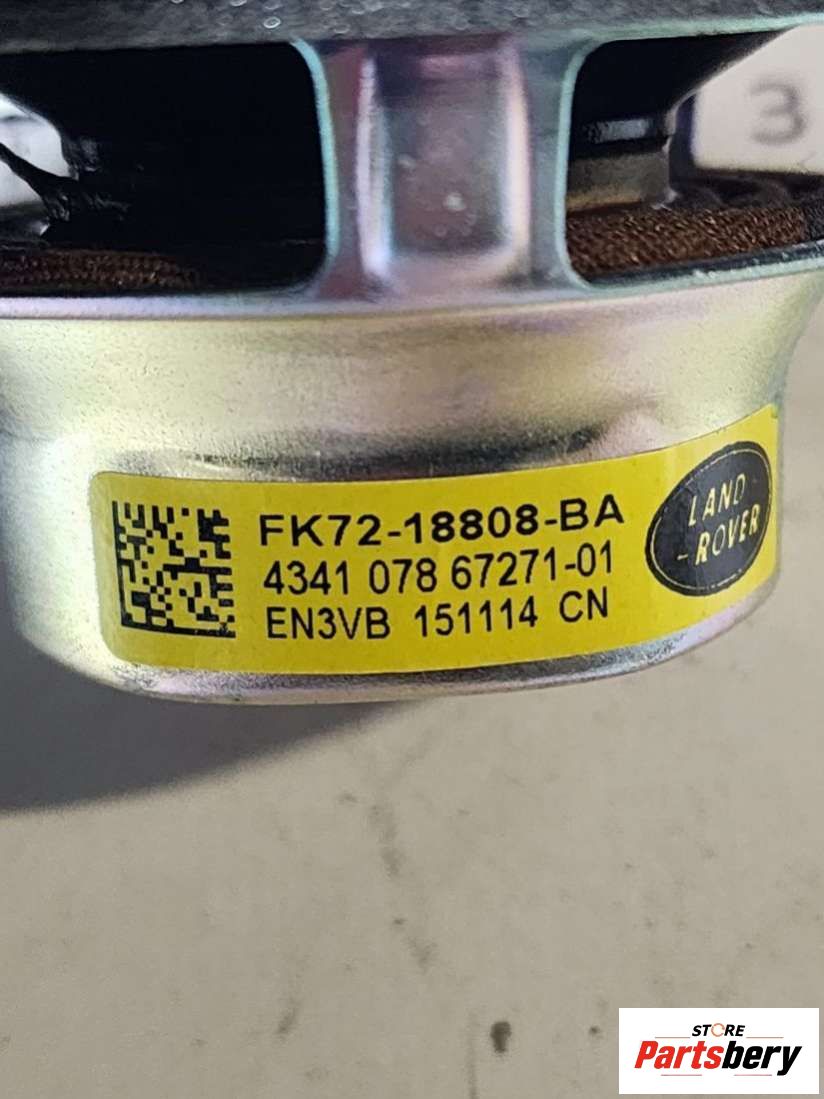 3
FK72-18808-BA
4341 078 67271-01
EN3VB 151114 CN
LAND
-ROVER
STORE
Partsbery